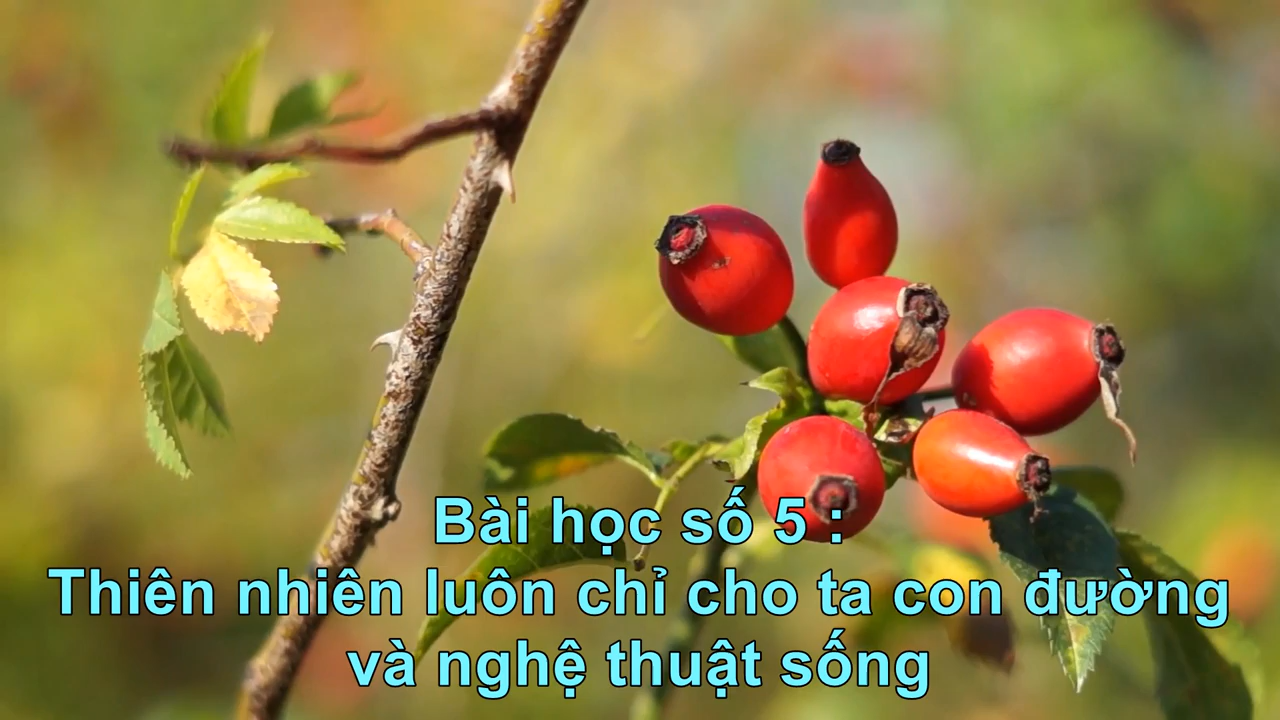 Bài học số 5 :
Thiên nhiên luôn chỉ cho ta con đường
và nghệ thuật sống